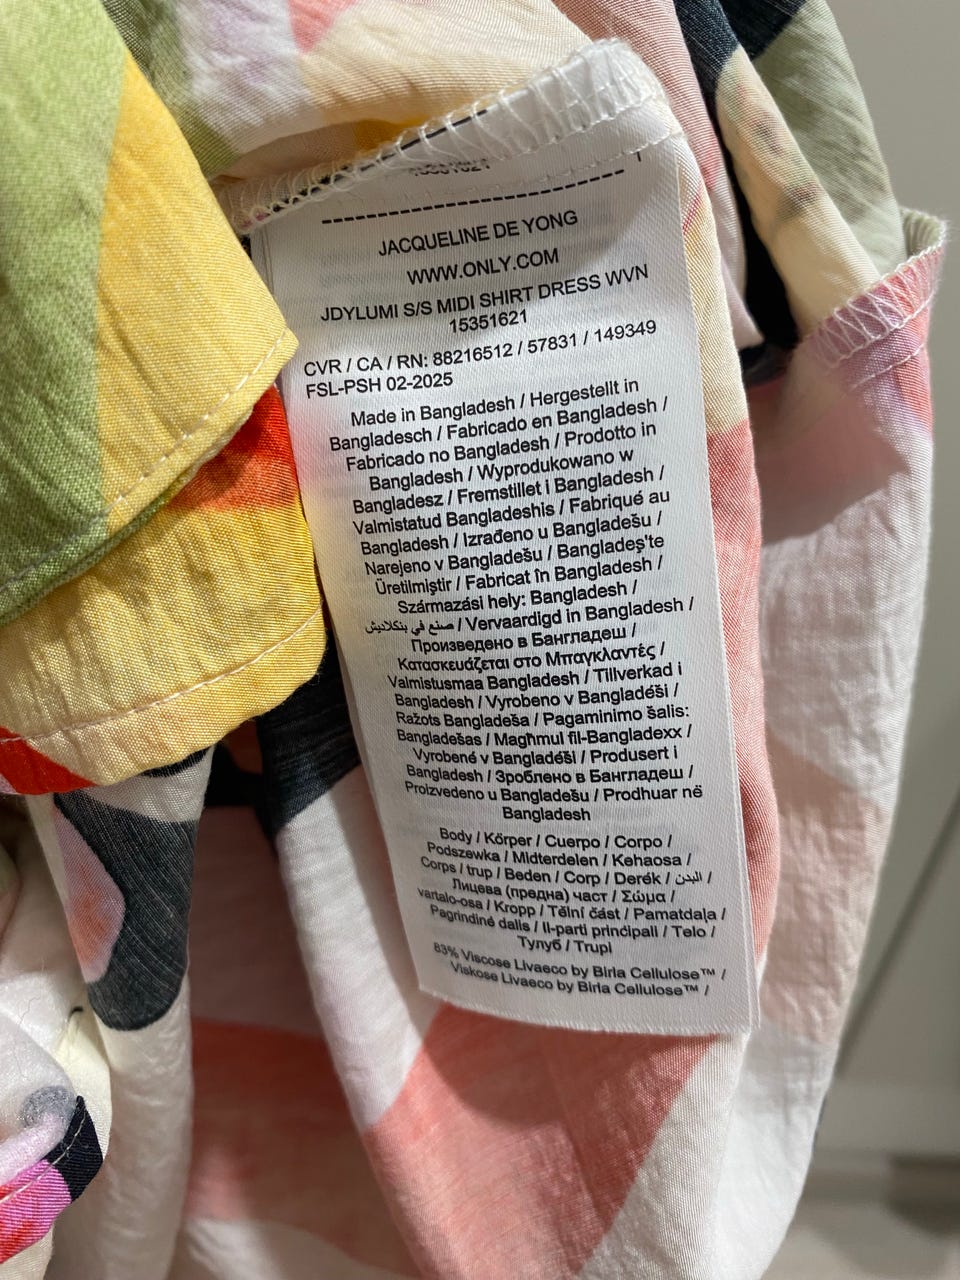 JACQUELINE DE YONG
WWW.ONLY.COM
JDYLUMI S/S MIDI SHIRT DRESS WVN
15351621
CVR / CA / RN: 88216512 / 57831 / 149349
FSL-PSH 02-2025
Made in Bangladesh / Hergestellt in
Bangladesch / Fabricado en Bangladesh /
Fabricado no Bangladesh / Prodotto in
Bangladesh / Wyprodukowano w
Bangladesz / Fremstillet i Bangladesh /
Valmistatud Bangladeshis / Fabriqué au
Bangladesh / Izrađeno u Bangladešu /
Narejeno v Bangladešu / Bangladeş'te
Üretilmiştir / Fabricat în Bangladesh /
Származási hely: Bangladesh /
صنع في بنكلاديش / Vervaardigd in Bangladesh /
Произведено в Бангладеш /
Κατασκευάζεται στο Μπαγκλαντές /
Valmistusmaa Bangladesh / Tillverkad i
Bangladesh / Vyrobeno v Bangladéši /
Ražots Bangladeša / Pagaminimo šalis:
Bangladešas / Magħmul fil-Bangladexx /
Vyrobené v Bangladéši / Produsert i
Bangladesh / Зроблено в Бангладеш /
Proizvedeno u Bangladešu / Prodhuar në
Bangladesh
Body / Körper / Cuerpo / Corpo /
Podszewka / Midterdelen / Kehaosa /
Corps / trup / Beden / Corp / Derék / البدن /
Лицева (предна) част / Σώμα /
vartalo-osa / Kropp / Tělní část / Pamatdaļa /
Pagrindinė dalis / Il-parti prinċipali / Telo /
Тулуб / Trupi
83% Viscose Livaeco by Birla Cellulose™ /
Viskose Livaeco by Birla Cellulose™ /